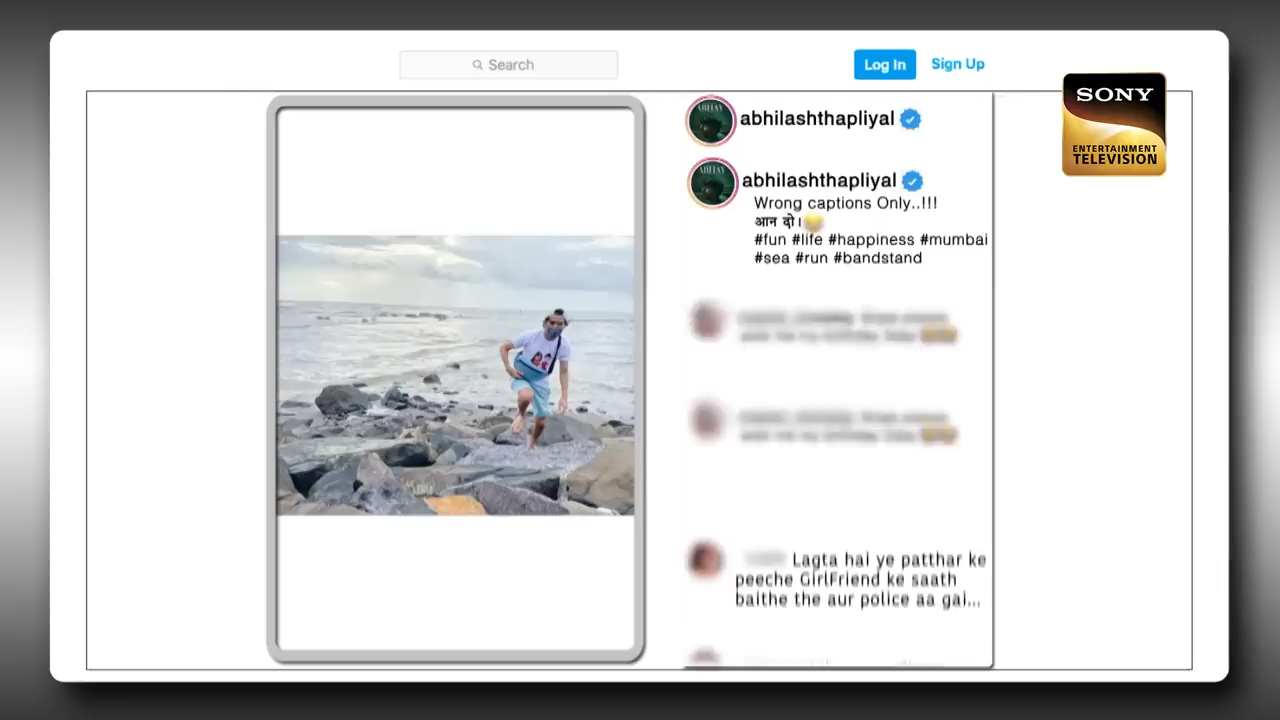 Search
Log In
Sign Up
SONY
ENTERTAINMENT
TELEVISION
abhilashthapliyal
abhilashthapliyal
Wrong captions Only..!!!
आन दो।
#fun #life #happiness #mumbai
#sea #run #bandstand
Lagta hai ye patthar ke
peeche GirlFriend ke saath
baithe the aur police aa gai...